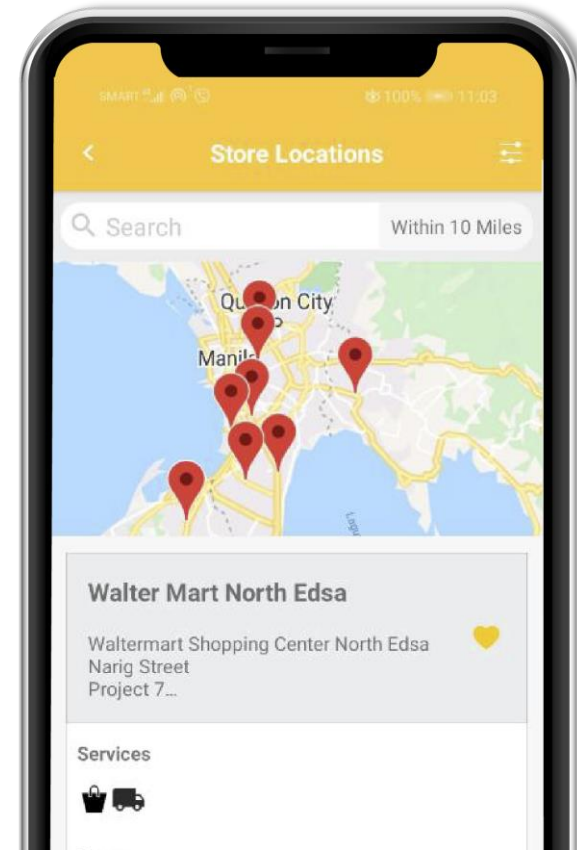 SMART
100% 11:03
Store Locations
Search
Within 10 Miles
Quezon City
Manila
Walter Mart North Edsa
Waltermart Shopping Center North Edsa
Narig Street
Project 7...
Services